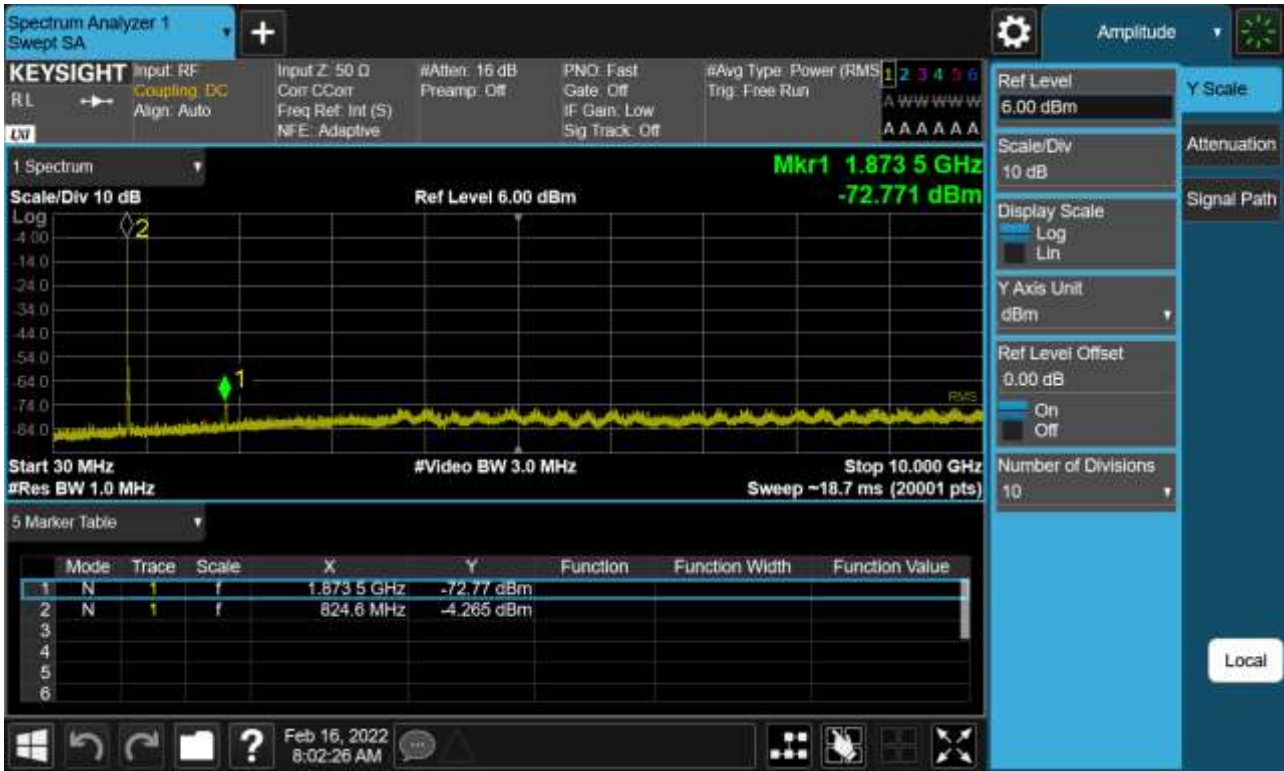 Spectrum Analyzer 1
Swept SA
+
Amplitude
KEYSIGHT
RL
LXI
Input: RF
Coupling: DC
Align: Auto
Input Z: 50 Ω
Corr CCorr
Freq Ref: Int (S)
NFE: Adaptive
#Atten: 16 dB
Preamp: Off
PNO: Fast
Gate: Off
IF Gain: Low
Sig Track: Off
#Avg Type: Power (RMS
Trig: Free Run
1 2 3 4 5 6
A W W W W W
A A A A A A
1 Spectrum
Mkr1 1.873 5 GHz
-72.771 dBm
Scale/Div 10 dB
Ref Level 6.00 dBm
Log
-4.00
-14.0
-24.0
-34.0
-44.0
-54.0
-64.0
-74.0
-84.0
2
1
RMS
Start 30 MHz
#Video BW 3.0 MHz
Stop 10.000 GHz
#Res BW 1.0 MHz
Sweep ~18.7 ms (20001 pts)
5 Marker Table
Mode Trace Scale X Y Function Function Width Function Value
1 N 1 f 1.873 5 GHz -72.77 dBm
2 N 1 f 824.6 MHz -4.265 dBm
3
4
5
6
Ref Level
6.00 dBm
Scale/Div
10 dB
Display Scale
Log
Lin
Y Axis Unit
dBm
Ref Level Offset
0.00 dB
On
Off
Number of Divisions
10
Y Scale
Attenuation
Signal Path
Local
?
Feb 16, 2022
8:02:26 AM